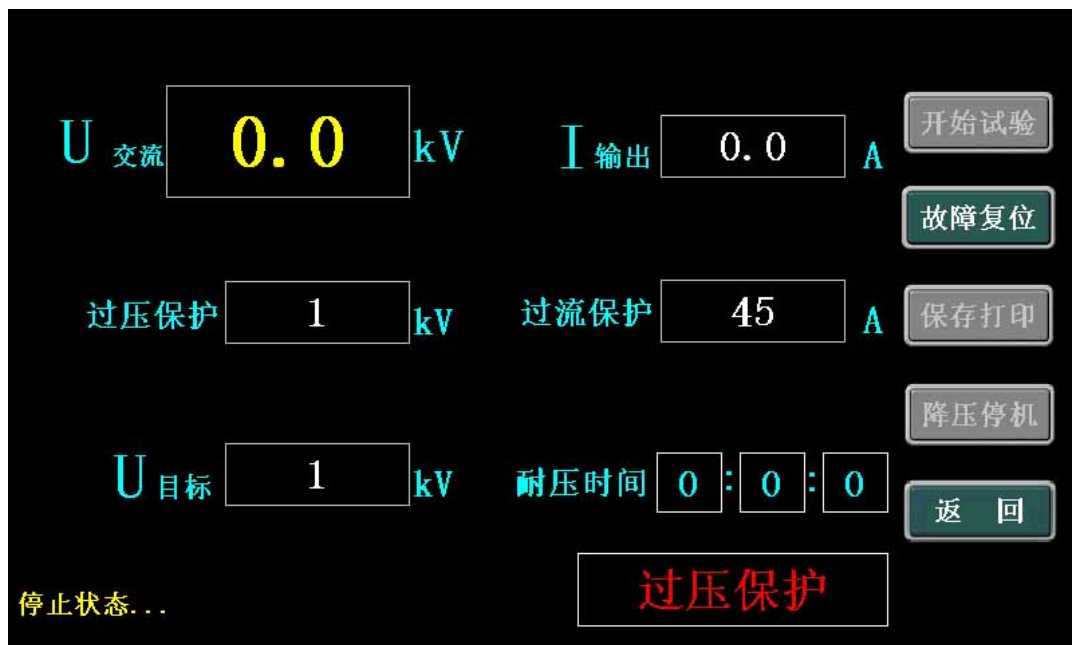 U 交流 0.0 kV
I 输出 0.0 A
开始试验
故障复位
过压保护 1 kV
过流保护 45 A
保存打印
降压停机
U 目标 1 kV
耐压时间 0 : 0 : 0
返 回
过压保护
停止状态...